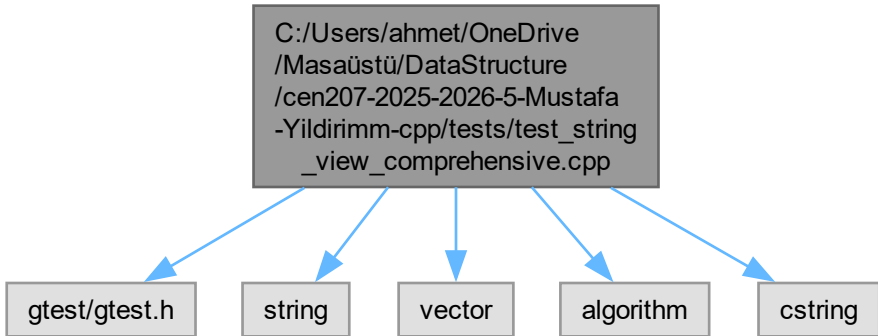 C:/Users/ahmet/OneDrive
/Masaüstü/DataStructure
/cen207-2025-2026-5-Mustafa
-Yildirimm-cpp/tests/test_string
_view_comprehensive.cpp
gtest/gtest.h
string
vector
algorithm
cstring